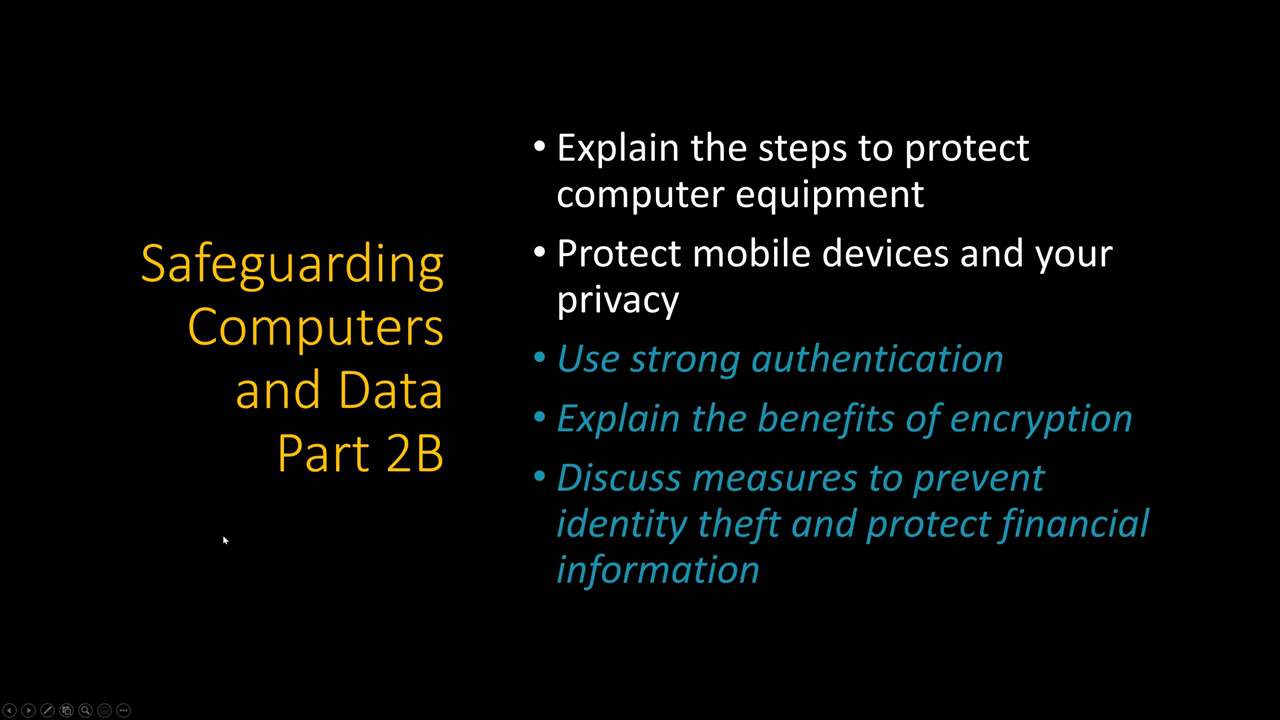 Safeguarding
Computers
and Data
Part 2B
• Explain the steps to protect
computer equipment
• Protect mobile devices and your
privacy
• Use strong authentication
• Explain the benefits of encryption
• Discuss measures to prevent
identity theft and protect financial
information